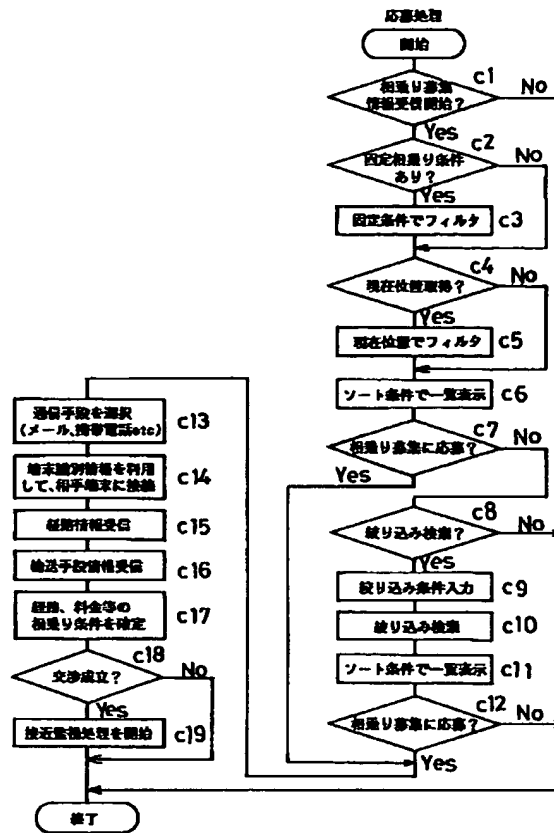 応募処理
開始
相乗り募集
情報受信開始?
c1
No
Yes
固定相乗り条件
あり?
c2
No
Yes
固定条件でフィルタ
c3
現在位置取得?
c4
No
Yes
現在位置でフィルタ
c5
ソート条件で一覧表示
c6
相乗り募集に応募?
c7
No
Yes
絞り込み検索?
c8
No
Yes
絞り込み条件入力
c9
絞り込み検索
c10
ソート条件で一覧表示
c11
相乗り募集に応募?
c12
No
Yes
通信手段を選択
(メール、携帯電話etc)
c13
端末識別情報を利用
して、相手端末に接続
c14
経路情報受信
c15
輸送手段情報受信
c16
経路、料金等の
相乗り条件を確定
c17
交渉成立?
c18
No
Yes
接近監視処理を開始
c19
終了